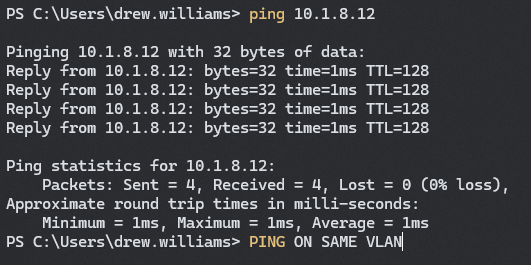 PS C:\Users\drew.williams> ping 10.1.8.12
Pinging 10.1.8.12 with 32 bytes of data:
Reply from 10.1.8.12: bytes=32 time=1ms TTL=128
Reply from 10.1.8.12: bytes=32 time=1ms TTL=128
Reply from 10.1.8.12: bytes=32 time=1ms TTL=128
Reply from 10.1.8.12: bytes=32 time=1ms TTL=128
Ping statistics for 10.1.8.12:
    Packets: Sent = 4, Received = 4, Lost = 0 (0% loss),
Approximate round trip times in milli-seconds:
    Minimum = 1ms, Maximum = 1ms, Average = 1ms
PS C:\Users\drew.williams> PING ON SAME VLAN